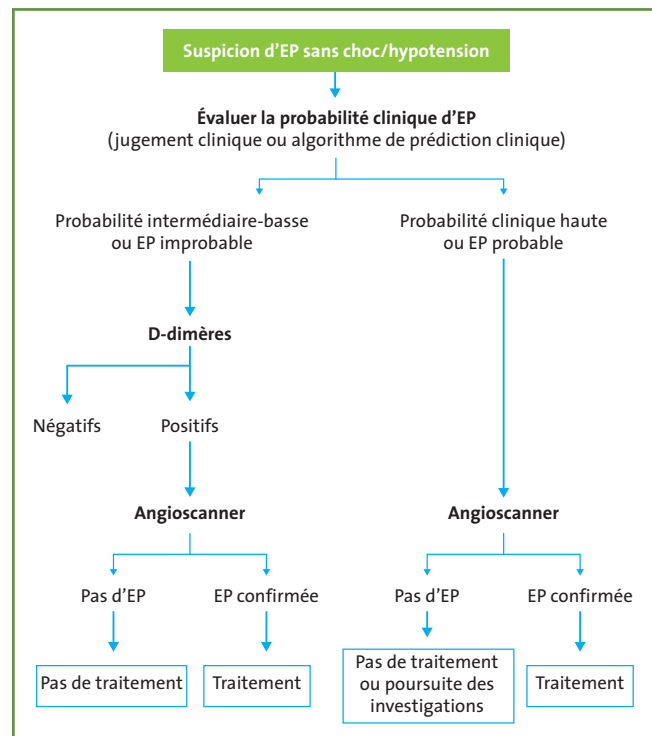 Suspicion d'EP sans choc/hypotension
Évaluer la probabilité clinique d'EP
(jugement clinique ou algorithme de prédiction clinique)
Probabilité intermédiaire-basse
ou EP improbable
Probabilité clinique haute
ou EP probable
D-dimères
Négatifs
Positifs
Angioscanner
Angioscanner
Pas d'EP
EP confirmée
Pas d'EP
EP confirmée
Pas de traitement
Traitement
Pas de traitement
ou poursuite des
investigations
Traitement